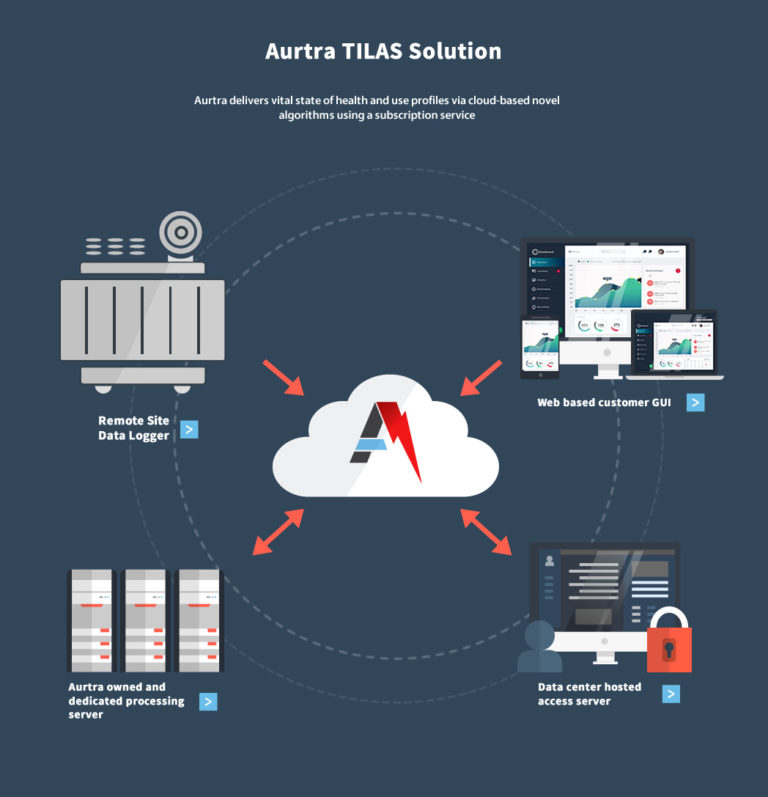 Aurtra TILAS Solution
Aurtra delivers vital state of health and use profiles via cloud-based novel
algorithms using a subscription service
Remote Site
Data Logger
>
Web based customer GUI
>
Aurtra owned and
dedicated processing
server
>
Data center hosted
access server
>